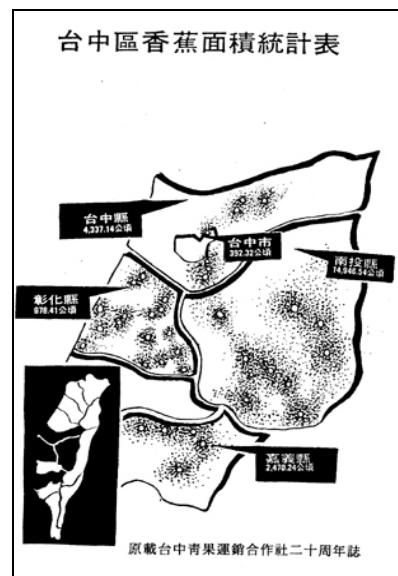 台中區香蕉面積統計表
台中縣
4,337.14公頃
台中市
392.32公頃
南投縣
14,946.54公頃
彰化縣
978.41公頃
嘉義縣
2,470.24公頃
原載台中青果運銷合作社二十周年誌